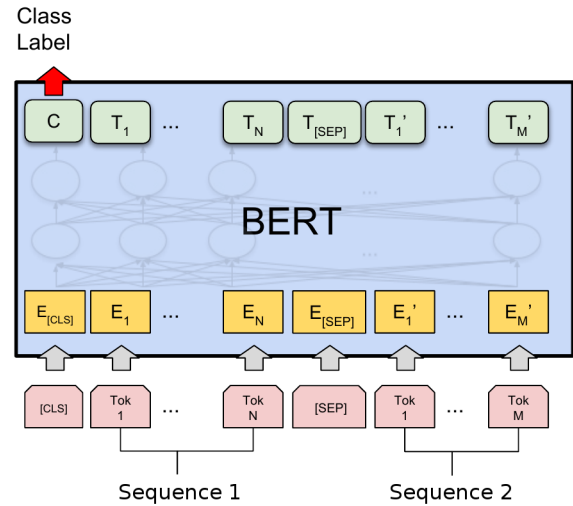 Class
Label
C T1 ... TN T[SEP] T1' ... TM'
...
BERT
...
E[CLS] E1 ... EN E[SEP] E1' ... EM'
[CLS] Tok 1 ... Tok N [SEP] Tok 1 ... Tok M
Sequence 1 Sequence 2